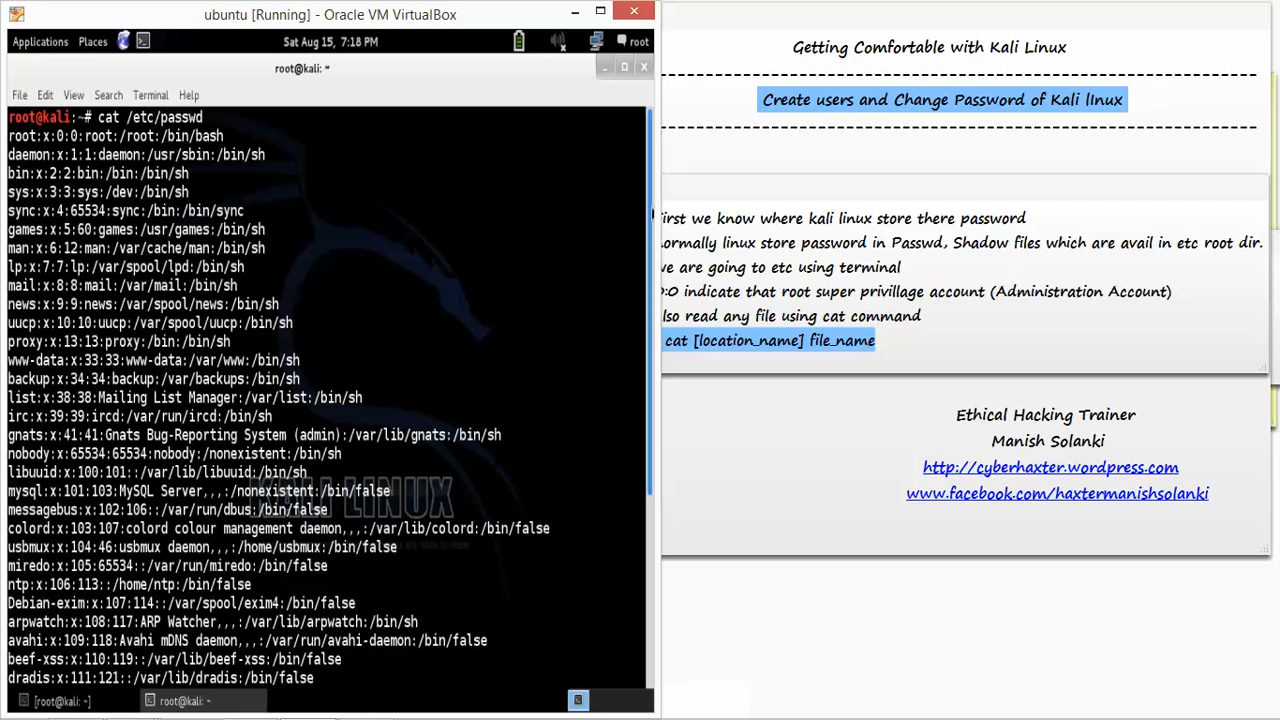 ubuntu [Running] - Oracle VM VirtualBox
Applications Places Sat Aug 15, 7:18 PM root
root@kali: ~
File Edit View Search Terminal Help
root@kali:~# cat /etc/passwd
root:x:0:0:root:/root:/bin/bash
daemon:x:1:1:daemon:/usr/sbin:/bin/sh
bin:x:2:2:bin:/bin:/bin/sh
sys:x:3:3:sys:/dev:/bin/sh
sync:x:4:65534:sync:/bin:/bin/sync
games:x:5:60:games:/usr/games:/bin/sh
man:x:6:12:man:/var/cache/man:/bin/sh
lp:x:7:7:lp:/var/spool/lpd:/bin/sh
mail:x:8:8:mail:/var/mail:/bin/sh
news:x:9:9:news:/var/spool/news:/bin/sh
uucp:x:10:10:uucp:/var/spool/uucp:/bin/sh
proxy:x:13:13:proxy:/bin:/bin/sh
www-data:x:33:33:www-data:/var/www:/bin/sh
backup:x:34:34:backup:/var/backups:/bin/sh
list:x:38:38:Mailing List Manager:/var/list:/bin/sh
irc:x:39:39:ircd:/var/run/ircd:/bin/sh
gnats:x:41:41:Gnats Bug-Reporting System (admin):/var/lib/gnats:/bin/sh
nobody:x:65534:65534:nobody:/nonexistent:/bin/sh
libuuid:x:100:101::/var/lib/libuuid:/bin/sh
mysql:x:101:103:MySQL Server,,,:/nonexistent:/bin/false
messagebus:x:102:106::/var/run/dbus:/bin/false
colord:x:103:107:colord colour management daemon,,,:/var/lib/colord:/bin/false
usbmux:x:104:46:usbmux daemon,,,:/home/usbmux:/bin/false
miredo:x:105:65534::/var/run/miredo:/bin/false
ntp:x:106:113::/home/ntp:/bin/false
Debian-exim:x:107:114::/var/spool/exim4:/bin/false
arpwatch:x:108:117:ARP Watcher,,,:/var/lib/arpwatch:/bin/sh
avahi:x:109:118:Avahi mDNS daemon,,,:/var/run/avahi-daemon:/bin/false
beef-xss:x:110:119::/var/lib/beef-xss:/bin/false
dradis:x:111:121::/var/lib/dradis:/bin/false
KALI LINUX
[root@kali: ~] root@kali: ~
Getting Comfortable with Kali Linux
Create users and Change Password of Kali lInux
first we know where kali linux store there password
ormally linux store password in Passwd, Shadow files which are avail in etc root dir.
we are going to etc using terminal
0:0 indicate that root super privillage account (Administration Account)
lso read any file using cat command
cat [location_name] file_name
Ethical Hacking Trainer
Manish Solanki
http://cyberhaxter.wordpress.com
www.facebook.com/haxtermanishsolanki